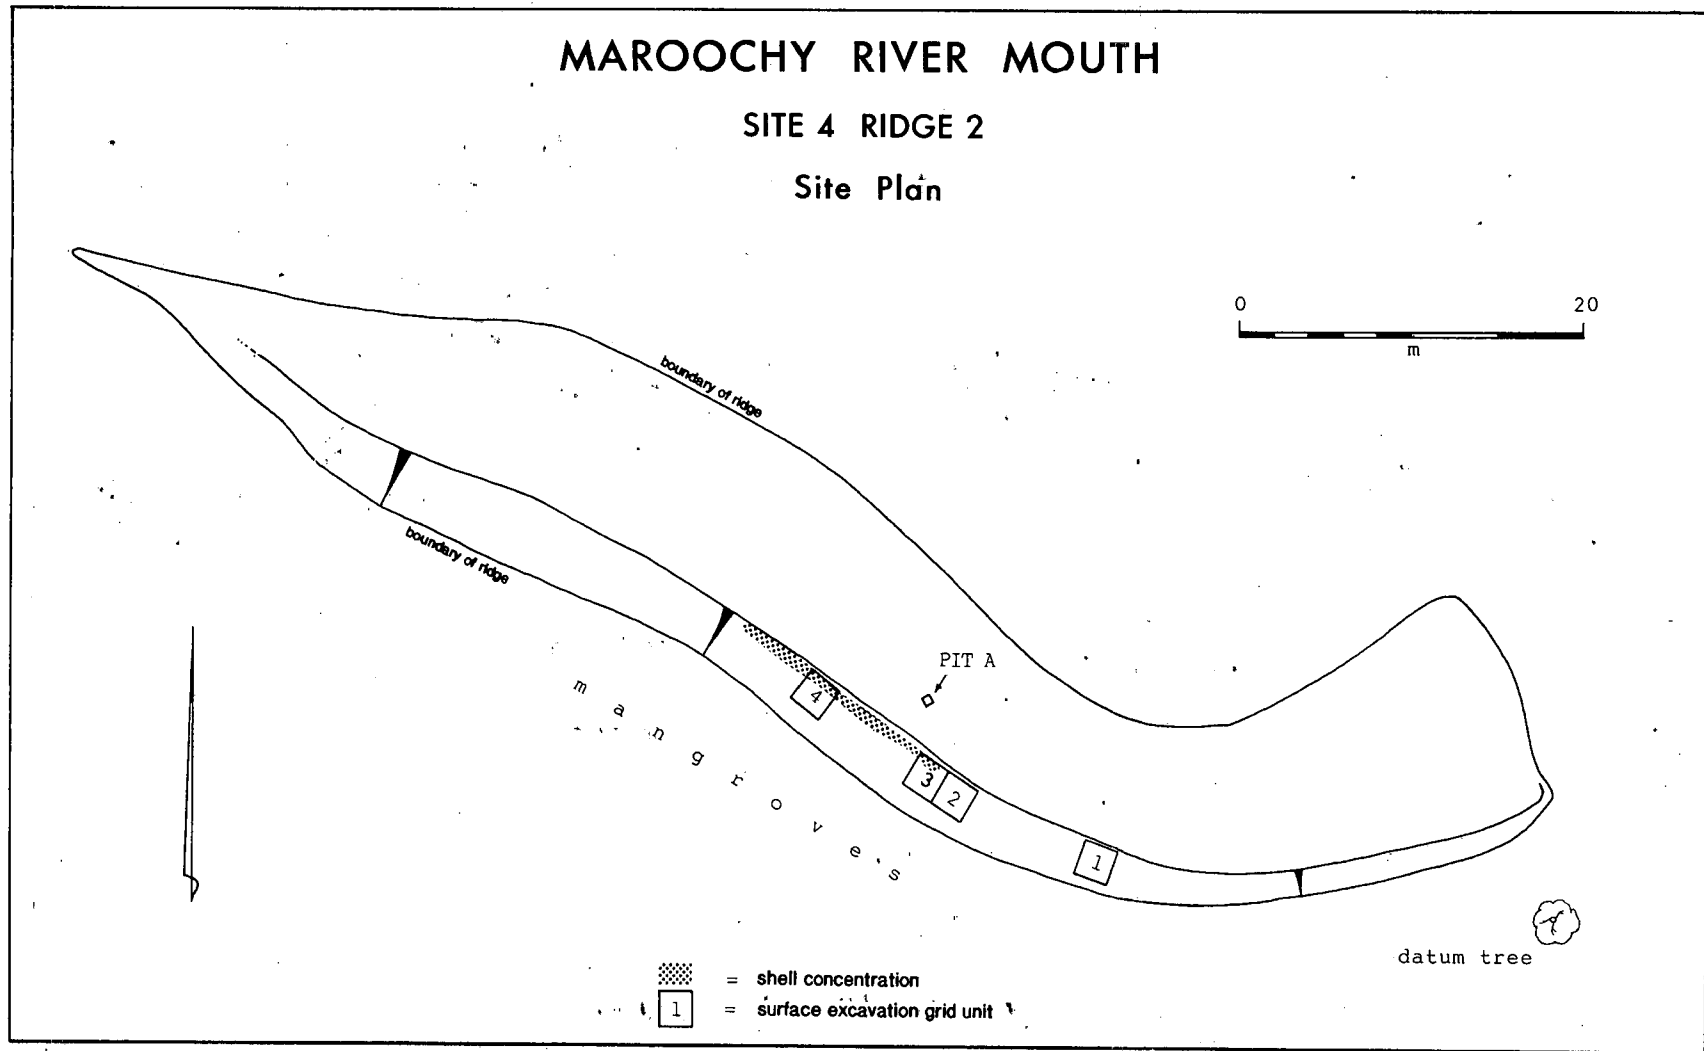 MAROOCHY RIVER MOUTH
SITE 4 RIDGE 2
Site Plan
0 20
m
boundary of ridge
boundary of ridge
PIT A
mangroves
4
3
2
1
datum tree
= shell concentration
1 = surface excavation grid unit